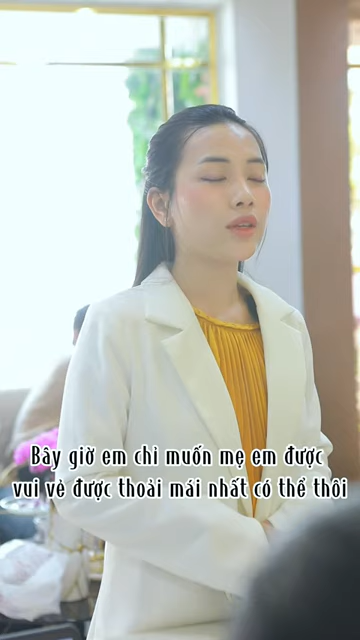 Bây giờ em chỉ muốn mẹ em được
vui vẻ được thoải mái nhất có thể thôi